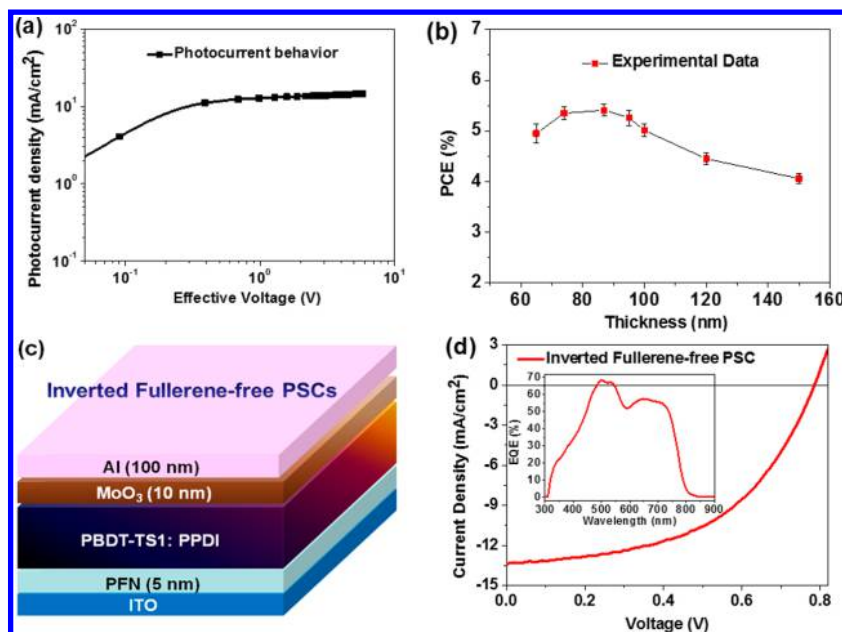 (a)
Photocurrent density (mA/cm²)
10²
10¹
10⁰
10⁻¹
Photocurrent behavior
10⁻¹
10⁰
10¹
Effective Voltage (V)
(b)
PCE (%)
7
6
5
4
3
2
Experimental Data
60 80 100 120 140 160
Thickness (nm)
(c)
Inverted Fullerene-free PSCs
Al (100 nm)
MoO₃ (10 nm)
PBDT-TS1: PPDI
PFN (5 nm)
ITO
(d)
Current Density (mA/cm²)
3
0
-3
-6
-9
-12
-15
Inverted Fullerene-free PSC
EQE (%)
70
60
50
40
30
20
10
0
300 400 500 600 700 800 900
Wavelength (nm)
0.0 0.2 0.4 0.6 0.8
Voltage (V)